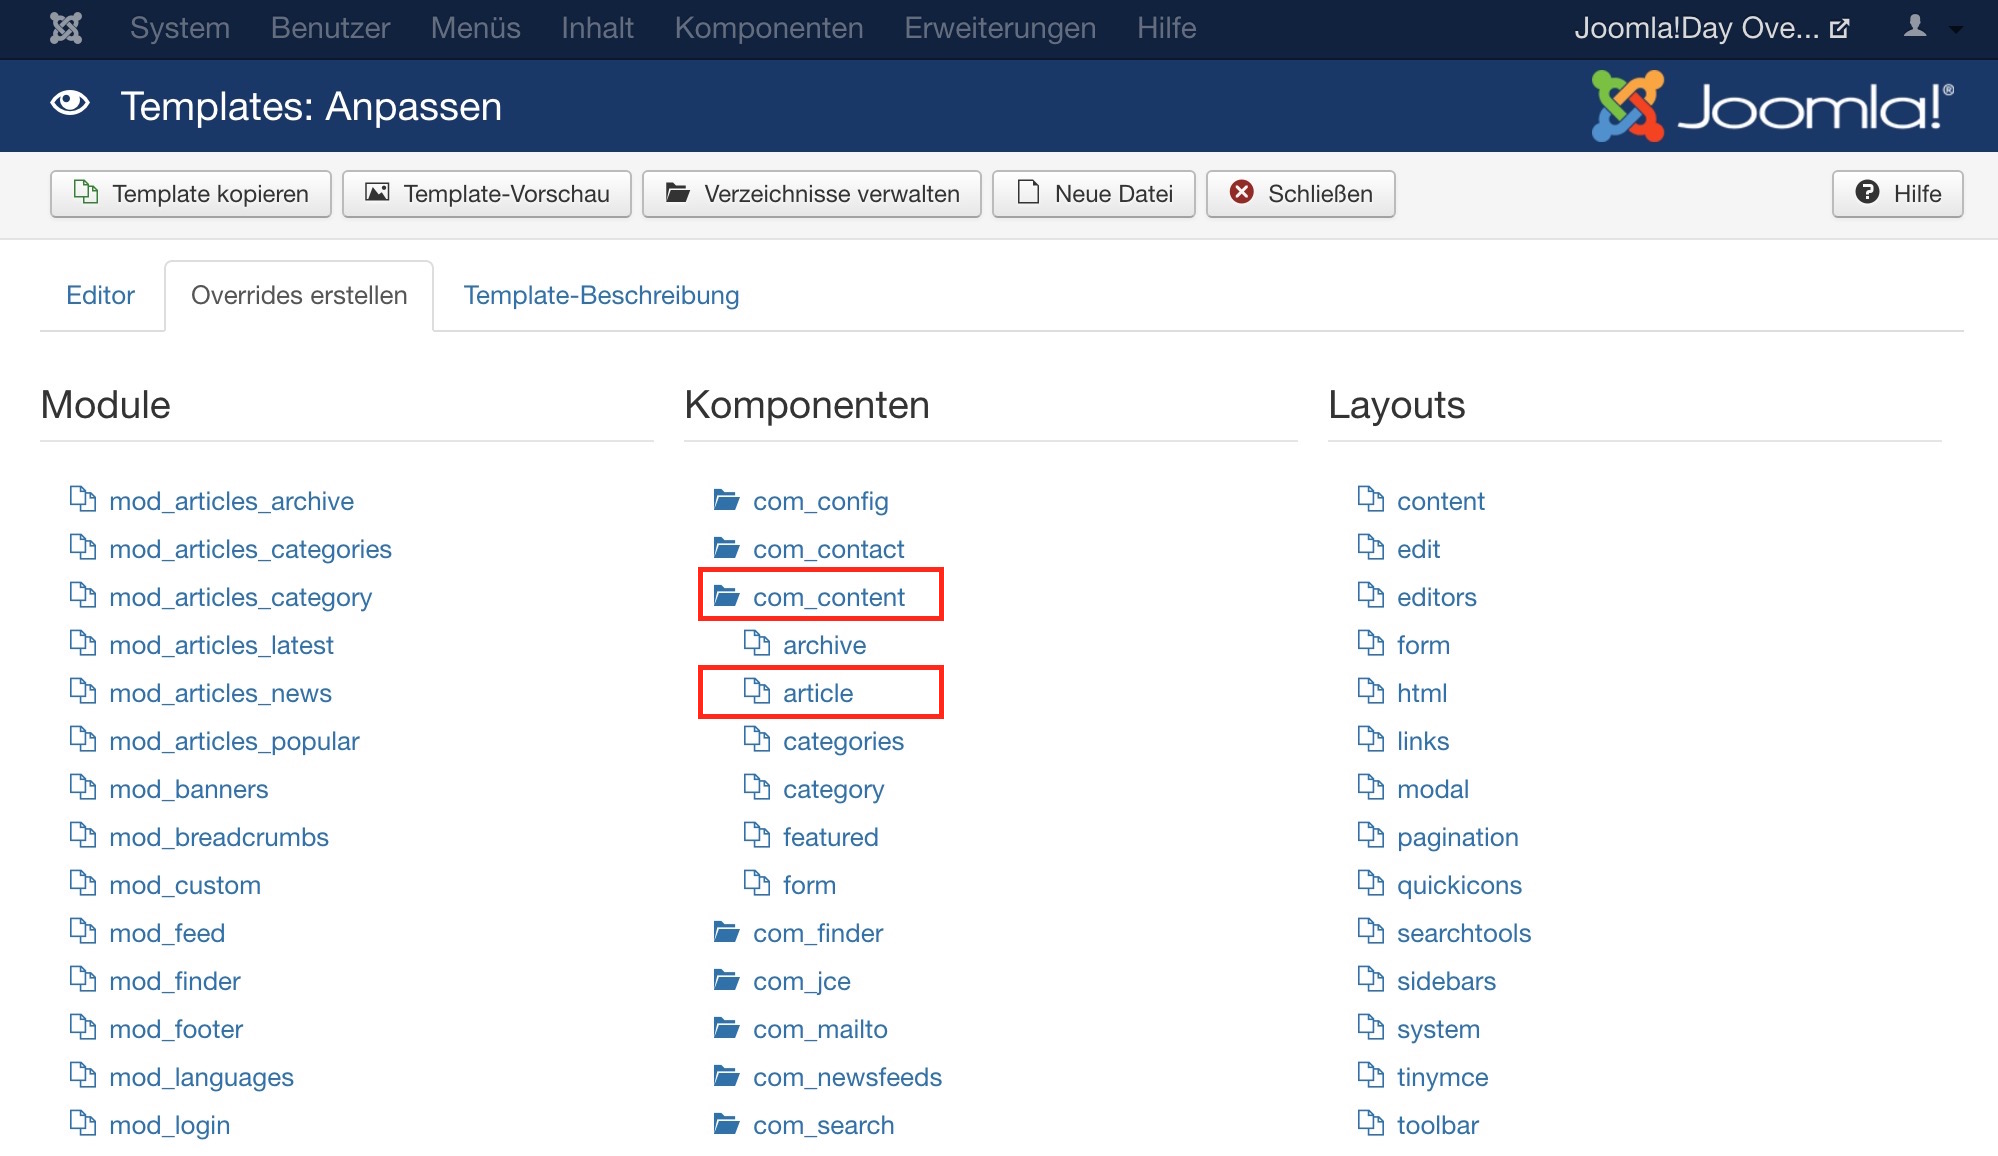 System Benutzer Menüs Inhalt Komponenten Erweiterungen Hilfe Joomla!Day Ove...
Templates: Anpassen Joomla!®
Template kopieren Template-Vorschau Verzeichnisse verwalten Neue Datei Schließen Hilfe
Editor Overrides erstellen Template-Beschreibung
Module Komponenten Layouts
mod_articles_archive com_config content
mod_articles_categories com_contact edit
mod_articles_category com_content editors
mod_articles_latest archive form
mod_articles_news article html
mod_articles_popular categories links
mod_banners category modal
mod_breadcrumbs featured pagination
mod_custom form quickicons
mod_feed com_finder searchtools
mod_finder com_jce sidebars
mod_footer com_mailto system
mod_languages com_newsfeeds tinymce
mod_login com_search toolbar